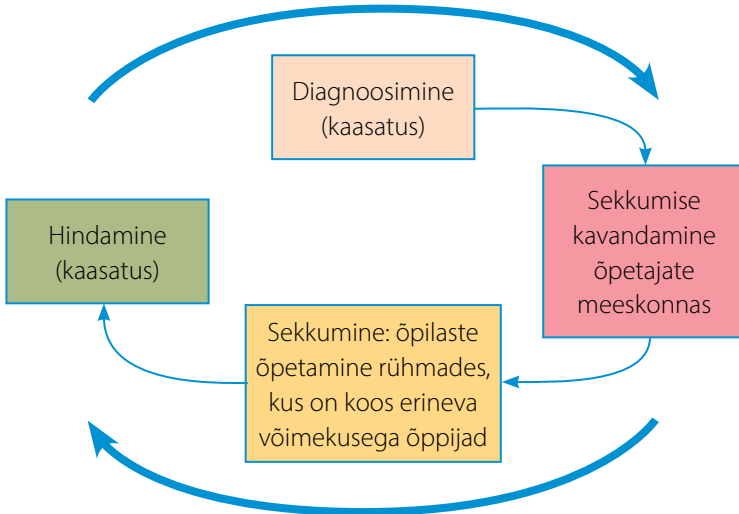 Diagnoosimine
(kaasatus)
Sekkumise
kavandamine
õpetajate
meeskonnas
Sekkumine: õpilaste
õpetamine rühmades,
kus on koos erineva
võimekusega õppijad
Hindamine
(kaasatus)